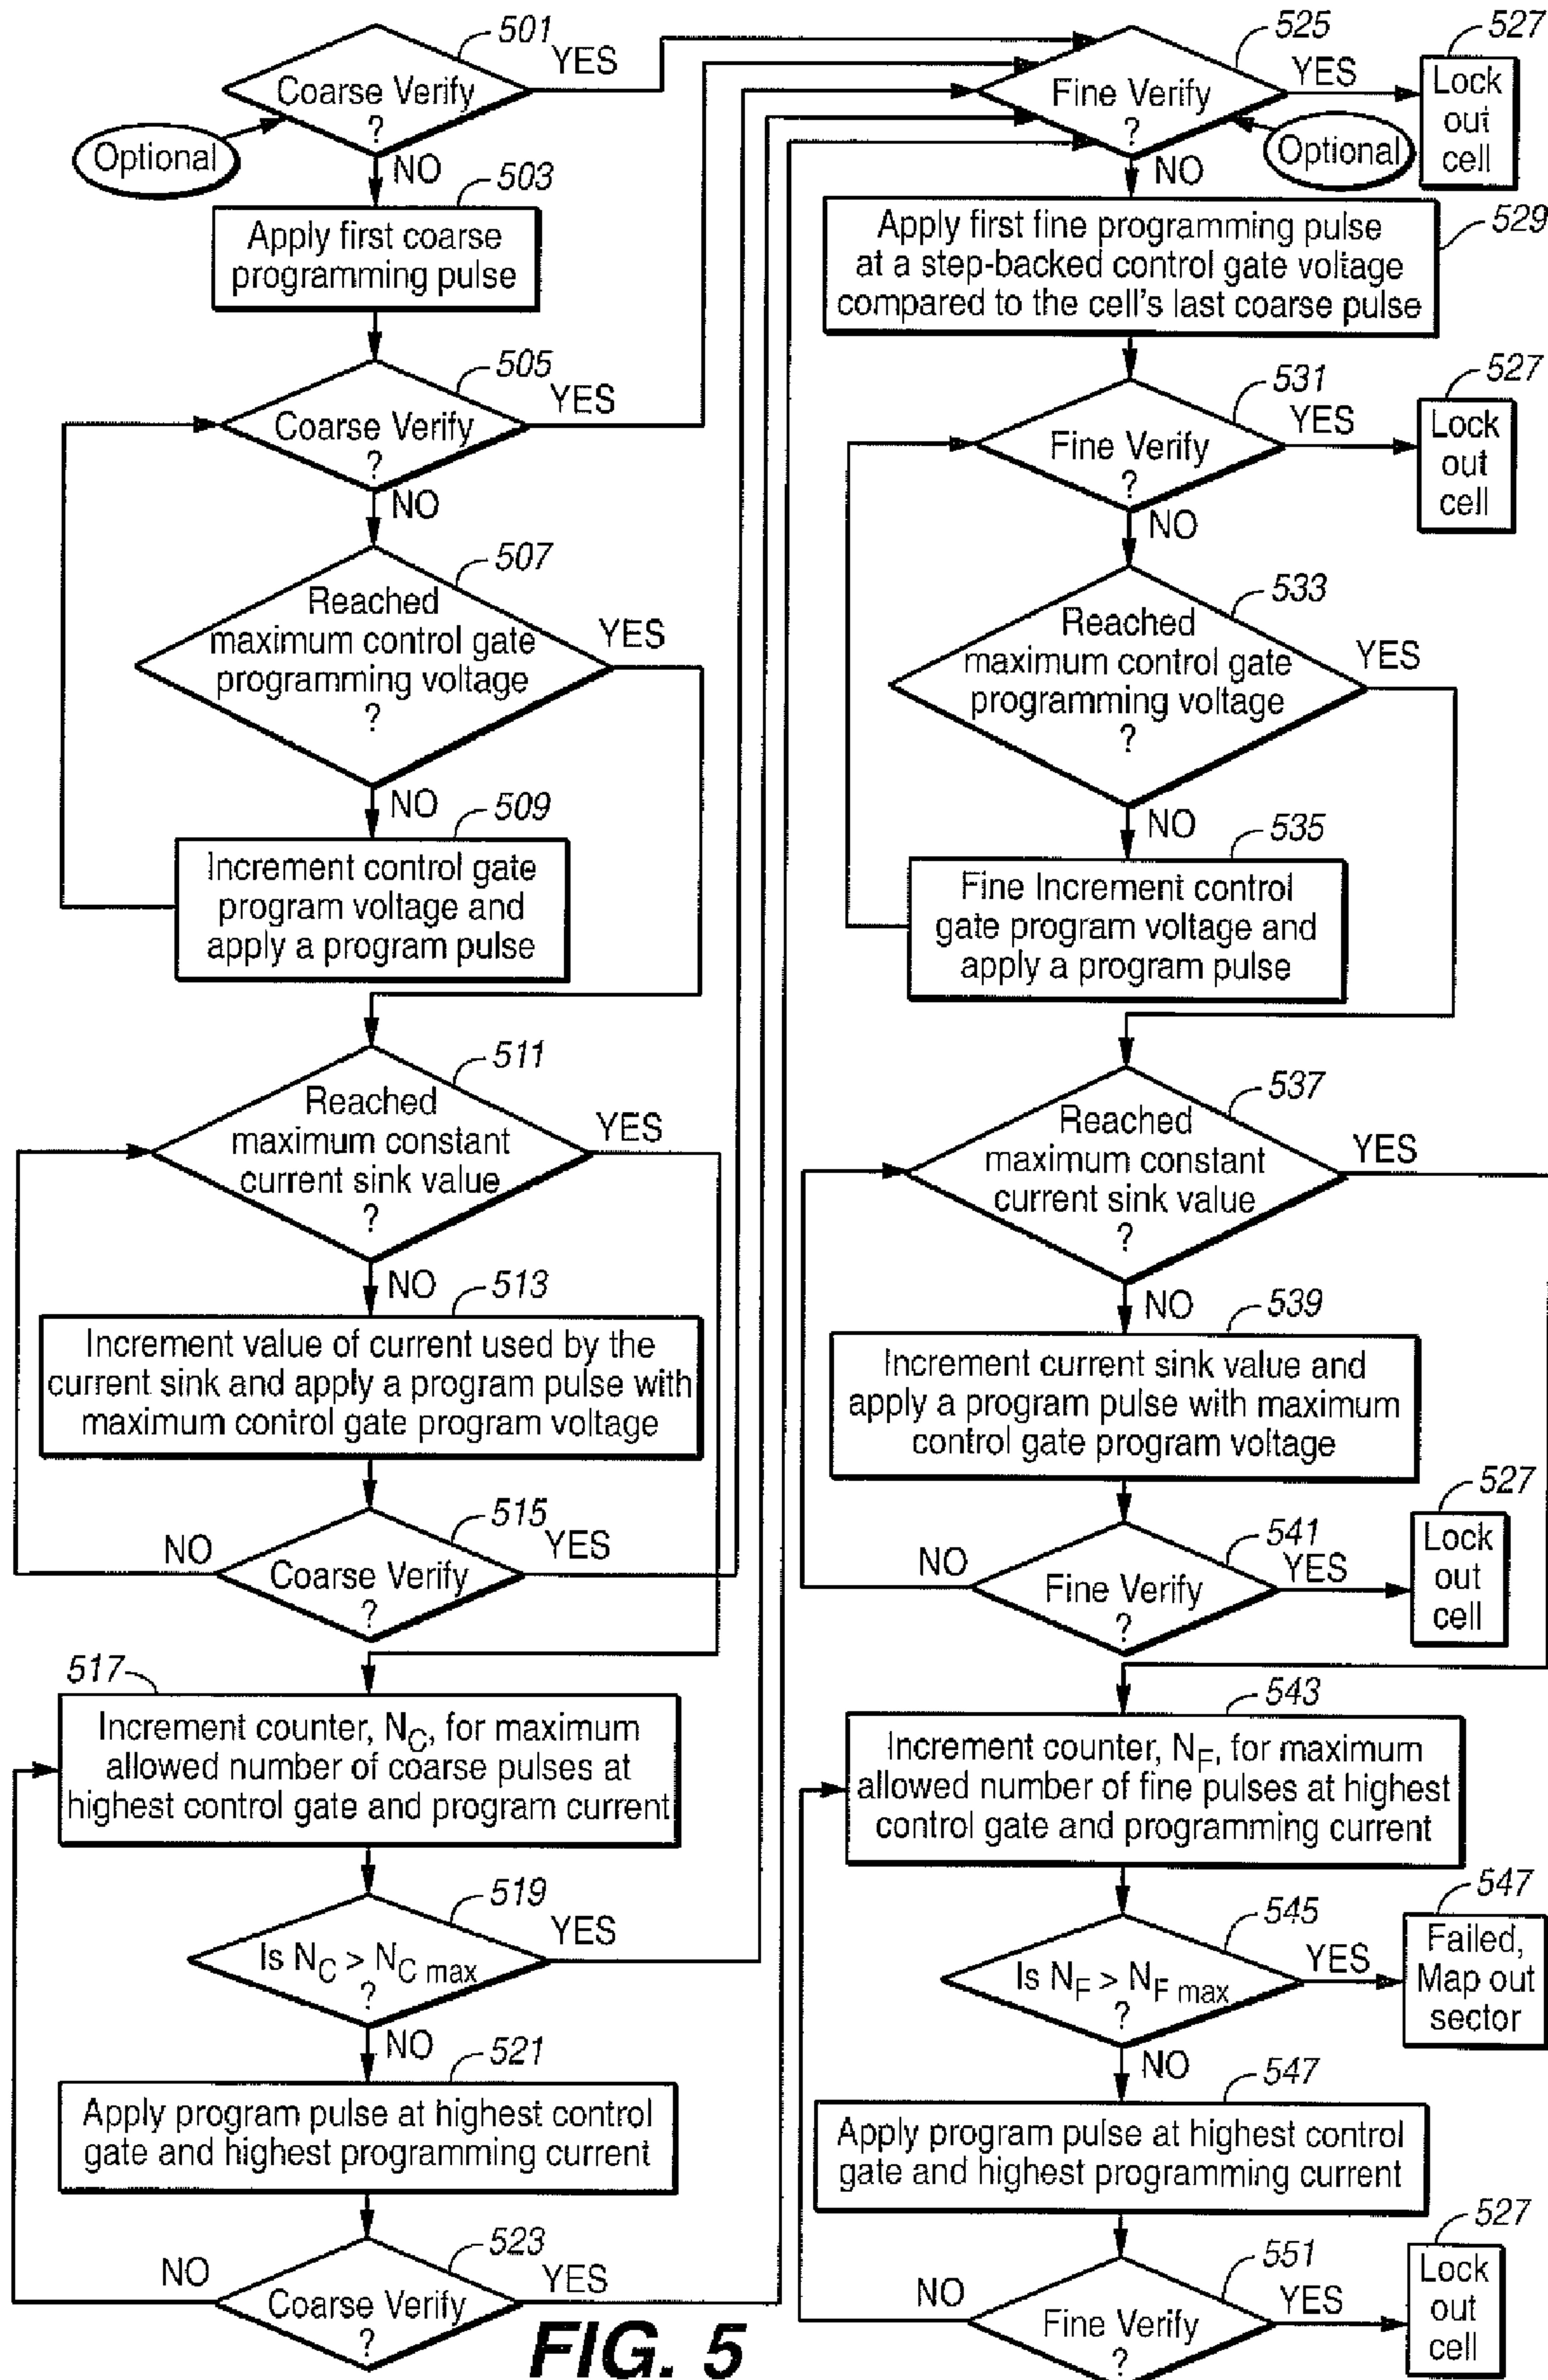 501
YES
Coarse Verify
?
Optional
NO
503
Apply first coarse
programming pulse
505
YES
Coarse Verify
?
NO
507
Reached
maximum control gate
programming voltage
?
YES
NO
509
Increment control gate
program voltage and
apply a program pulse
511
Reached
maximum constant
current sink value
?
YES
NO
513
Increment value of current used by the
current sink and apply a program pulse with
maximum control gate program voltage
515
NO
YES
Coarse Verify
?
517
Increment counter, NC, for maximum
allowed number of coarse pulses at
highest control gate and program current
519
YES
Is NC > NC max
?
NO
521
Apply program pulse at highest control
gate and highest programming current
523
NO
YES
Coarse Verify
?
525
YES
Fine Verify
?
Optional
527
Lock
out
cell
NO
529
Apply first fine programming pulse
at a step-backed control gate voltage
compared to the cell's last coarse pulse
531
YES
Fine Verify
?
527
Lock
out
cell
NO
533
Reached
maximum control gate
programming voltage
?
YES
NO
535
Fine Increment control
gate program voltage and
apply a program pulse
537
Reached
maximum constant
current sink value
?
YES
NO
539
Increment current sink value and
apply a program pulse with maximum
control gate program voltage
541
NO
YES
Fine Verify
?
527
Lock
out
cell
543
Increment counter, NF, for maximum
allowed number of fine pulses at highest
control gate and programming current
545
YES
Is NF > NF max
?
547
Failed,
Map out
sector
NO
547
Apply program pulse at highest control
gate and highest programming current
551
NO
YES
Fine Verify
?
527
Lock
out
cell
FIG. 5